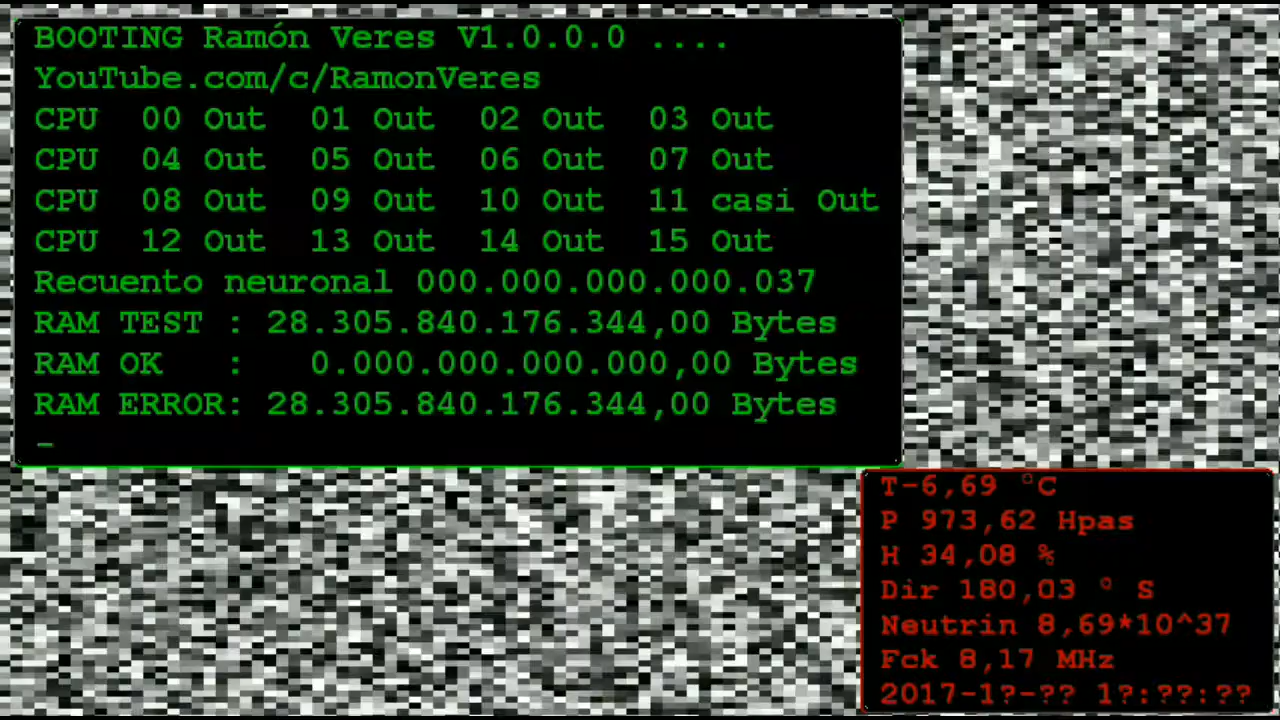 BOOTING Ramón Veres V1.0.0.0 ....
YouTube.com/c/RamonVeres
CPU  00 Out  01 Out  02 Out  03 Out
CPU  04 Out  05 Out  06 Out  07 Out
CPU  08 Out  09 Out  10 Out  11 casi Out
CPU  12 Out  13 Out  14 Out  15 Out
Recuento neuronal 000.000.000.000.037
RAM TEST : 28.305.840.176.344,00 Bytes
RAM OK   :   0.000.000.000.000,00 Bytes
RAM ERROR: 28.305.840.176.344,00 Bytes
_
T-6,69 ºC
P 973,62 Hpas
H 34,08 %
Dir 180,03 º S
Neutrin 8,69*10^37
Fck 8,17 MHz
2017-1?-?? 1?:??:??